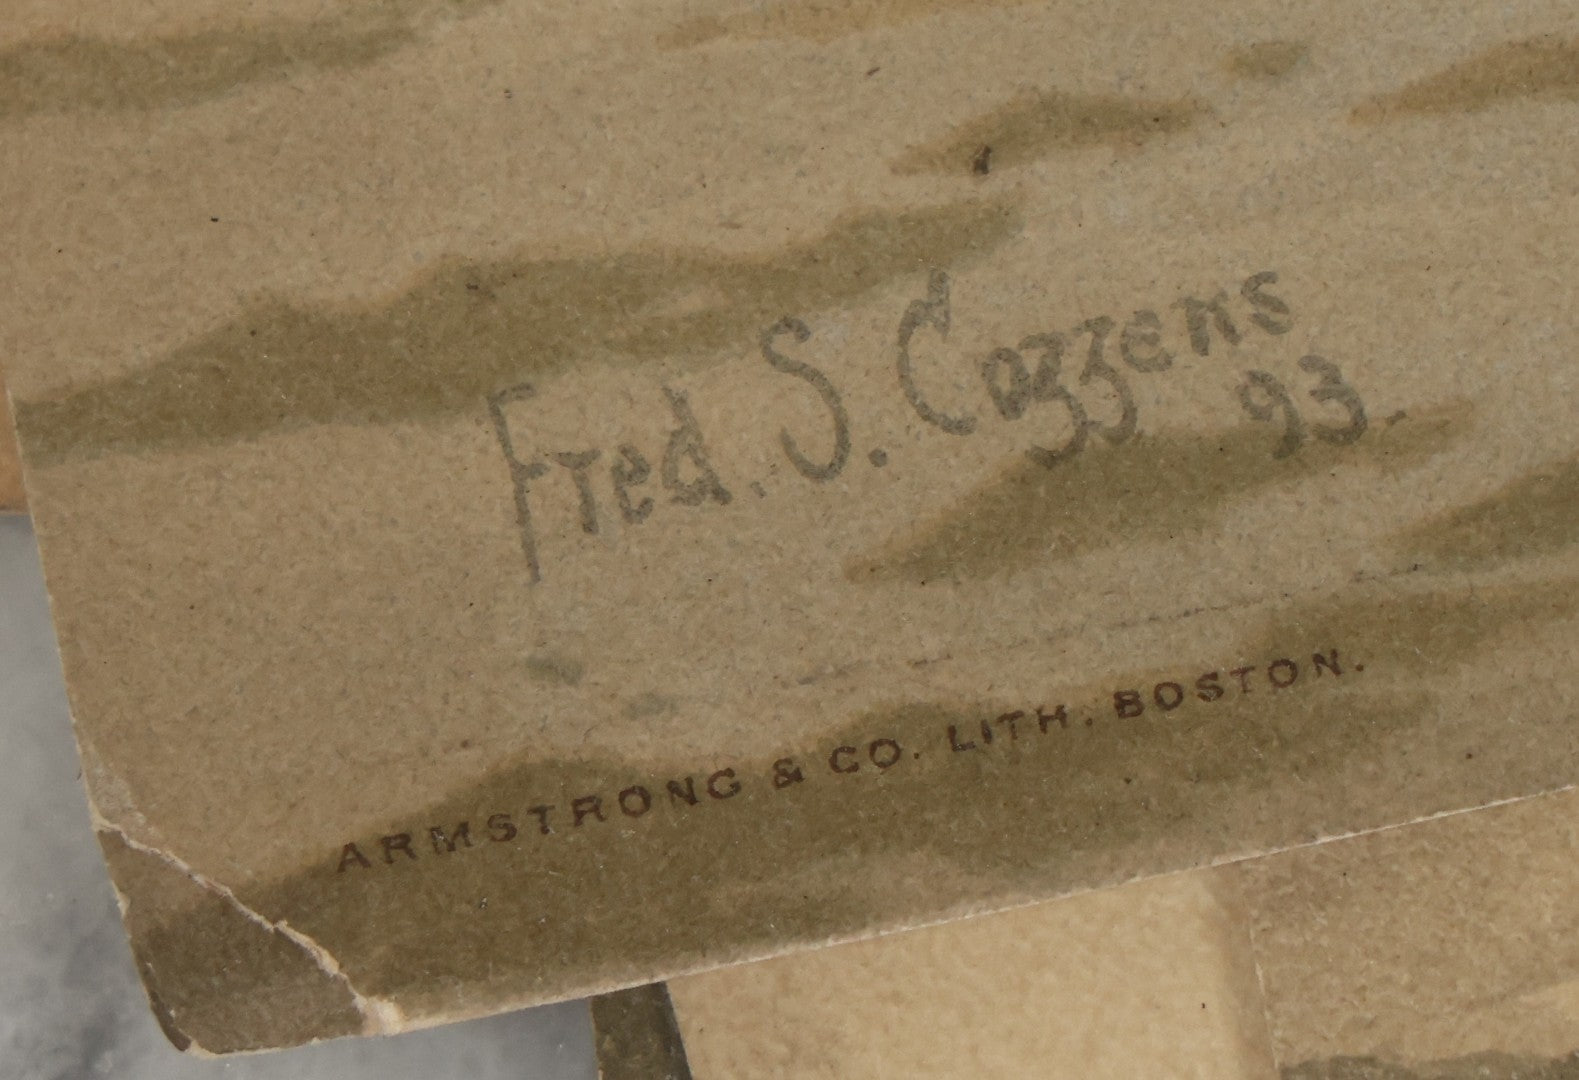 Fred. S. Cozzens
93.
ARMSTRONG & CO. LITH. BOSTON.